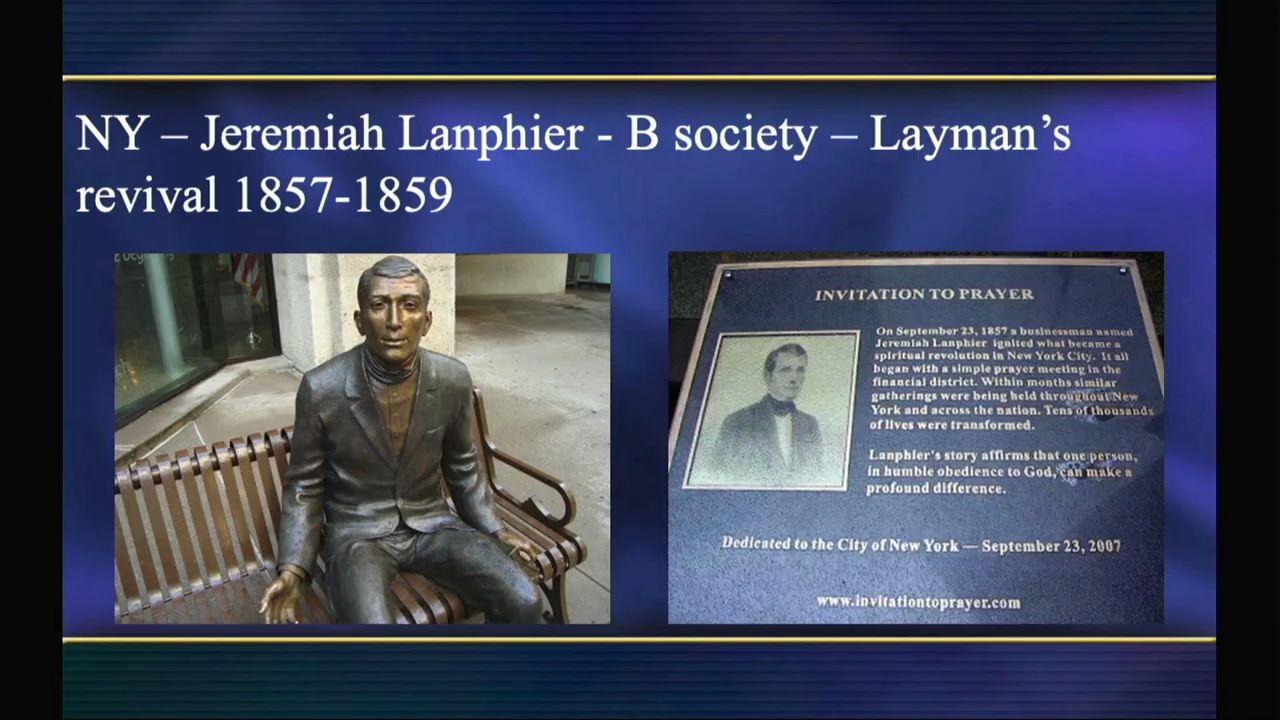 NY – Jeremiah Lanphier - B society – Layman’s
revival 1857-1859
INVITATION TO PRAYER
On September 23, 1857 a businessman named
Jeremiah Lanphier ignited what became a
spiritual revolution in New York City. It all
began with a simple prayer meeting in the
financial district. Within months similar
gatherings were being held throughout New
York and across the nation. Tens of thousands
of lives were transformed.
Lanphier's story affirms that one person,
in humble obedience to God, can make a
profound difference.
Dedicated to the City of New York — September 23, 2007
www.invitationtoprayer.com